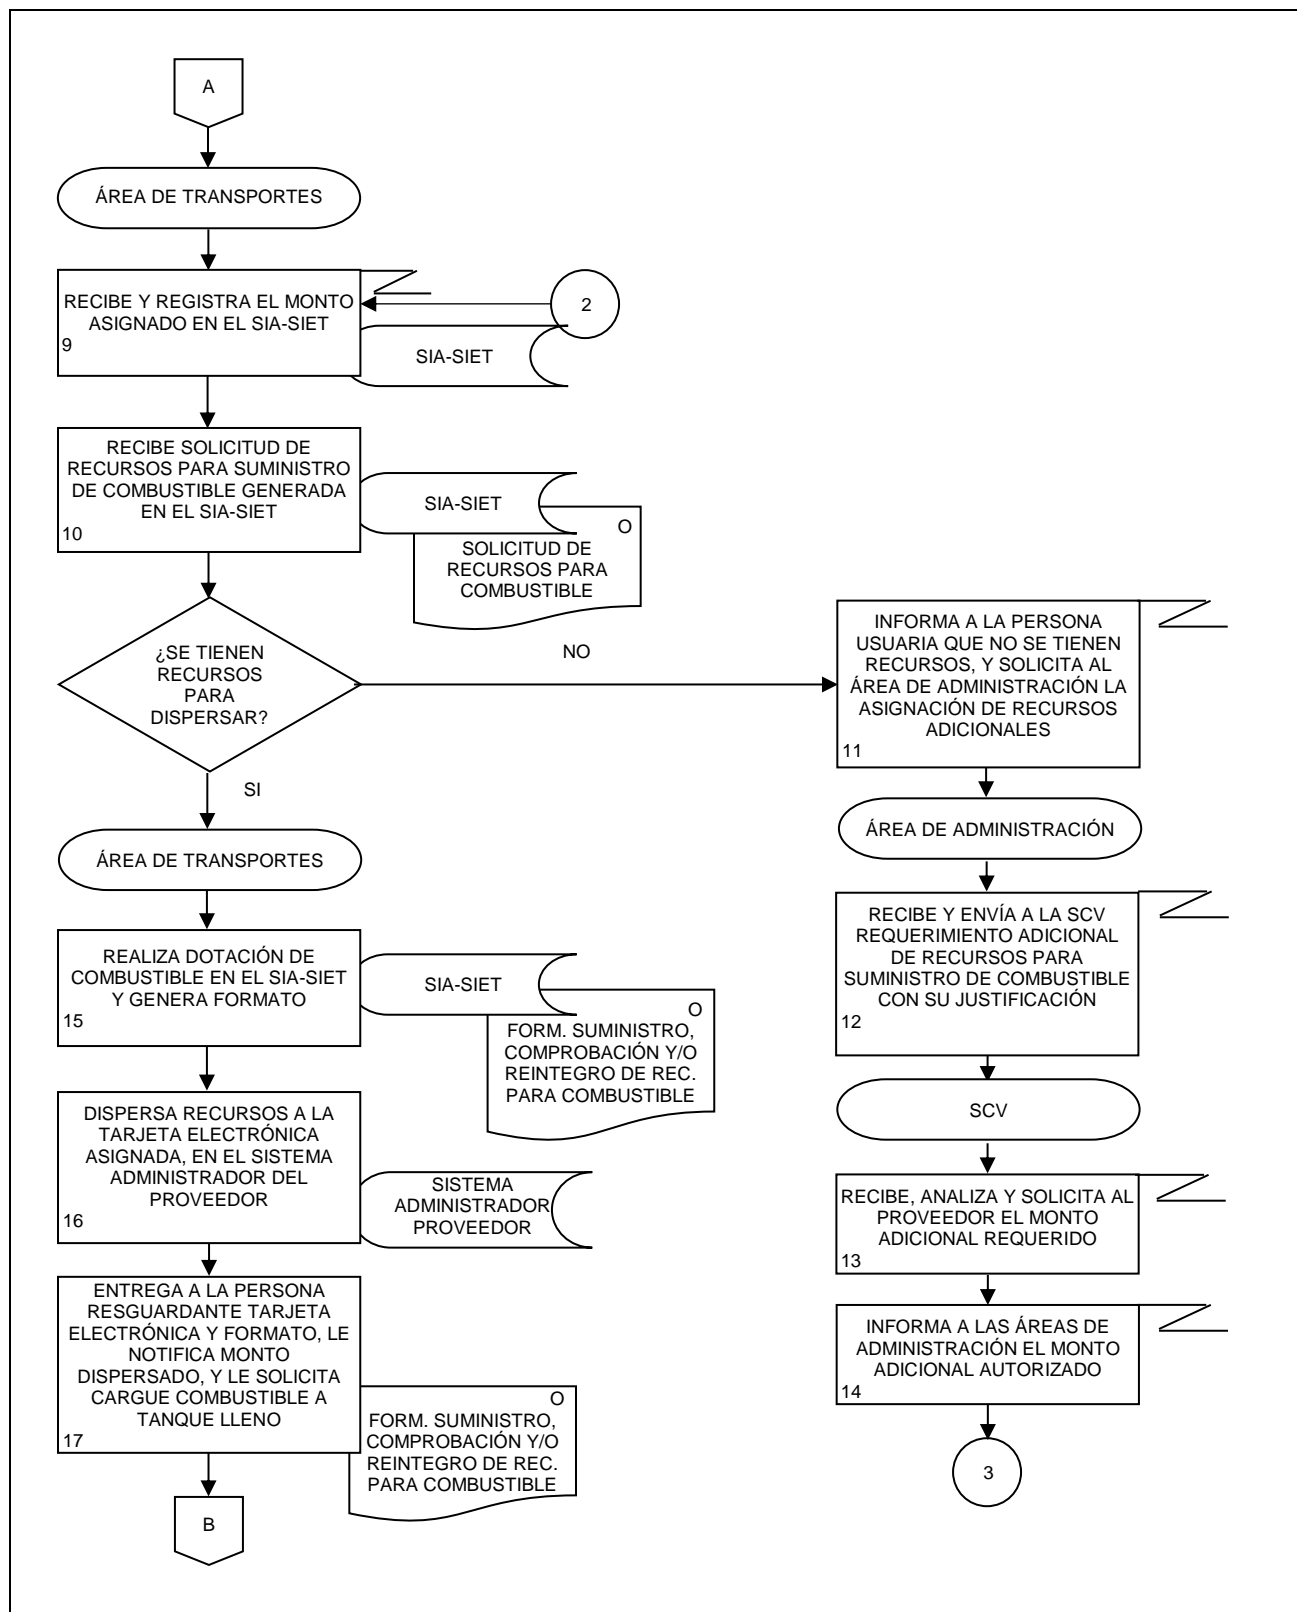 A
ÁREA DE TRANSPORTES
RECIBE Y REGISTRA EL MONTO
ASIGNADO EN EL SIA-SIET
9
2
SIA-SIET
RECIBE SOLICITUD DE
RECURSOS PARA SUMINISTRO
DE COMBUSTIBLE GENERADA
EN EL SIA-SIET
10
SIA-SIET
O
SOLICITUD DE
RECURSOS PARA
COMBUSTIBLE
¿SE TIENEN
RECURSOS
PARA
DISPERSAR?
NO
SI
INFORMA A LA PERSONA
USUARIA QUE NO SE TIENEN
RECURSOS, Y SOLICITA AL
ÁREA DE ADMINISTRACIÓN LA
ASIGNACIÓN DE RECURSOS
ADICIONALES
11
ÁREA DE ADMINISTRACIÓN
RECIBE Y ENVÍA A LA SCV
REQUERIMIENTO ADICIONAL
DE RECURSOS PARA
SUMINISTRO DE COMBUSTIBLE
CON SU JUSTIFICACIÓN
12
SCV
RECIBE, ANALIZA Y SOLICITA AL
PROVEEDOR EL MONTO
ADICIONAL REQUERIDO
13
INFORMA A LAS ÁREAS DE
ADMINISTRACIÓN EL MONTO
ADICIONAL AUTORIZADO
14
3
ÁREA DE TRANSPORTES
REALIZA DOTACIÓN DE
COMBUSTIBLE EN EL SIA-SIET
Y GENERA FORMATO
15
SIA-SIET
O
FORM. SUMINISTRO,
COMPROBACIÓN Y/O
REINTEGRO DE REC.
PARA COMBUSTIBLE
DISPERSA RECURSOS A LA
TARJETA ELECTRÓNICA
ASIGNADA, EN EL SISTEMA
ADMINISTRADOR DEL
PROVEEDOR
16
SISTEMA
ADMINISTRADOR
PROVEEDOR
ENTREGA A LA PERSONA
RESGUARDANTE TARJETA
ELECTRÓNICA Y FORMATO, LE
NOTIFICA MONTO
DISPERSADO, Y LE SOLICITA
CARGUE COMBUSTIBLE A
TANQUE LLENO
17
O
FORM. SUMINISTRO,
COMPROBACIÓN Y/O
REINTEGRO DE REC.
PARA COMBUSTIBLE
B